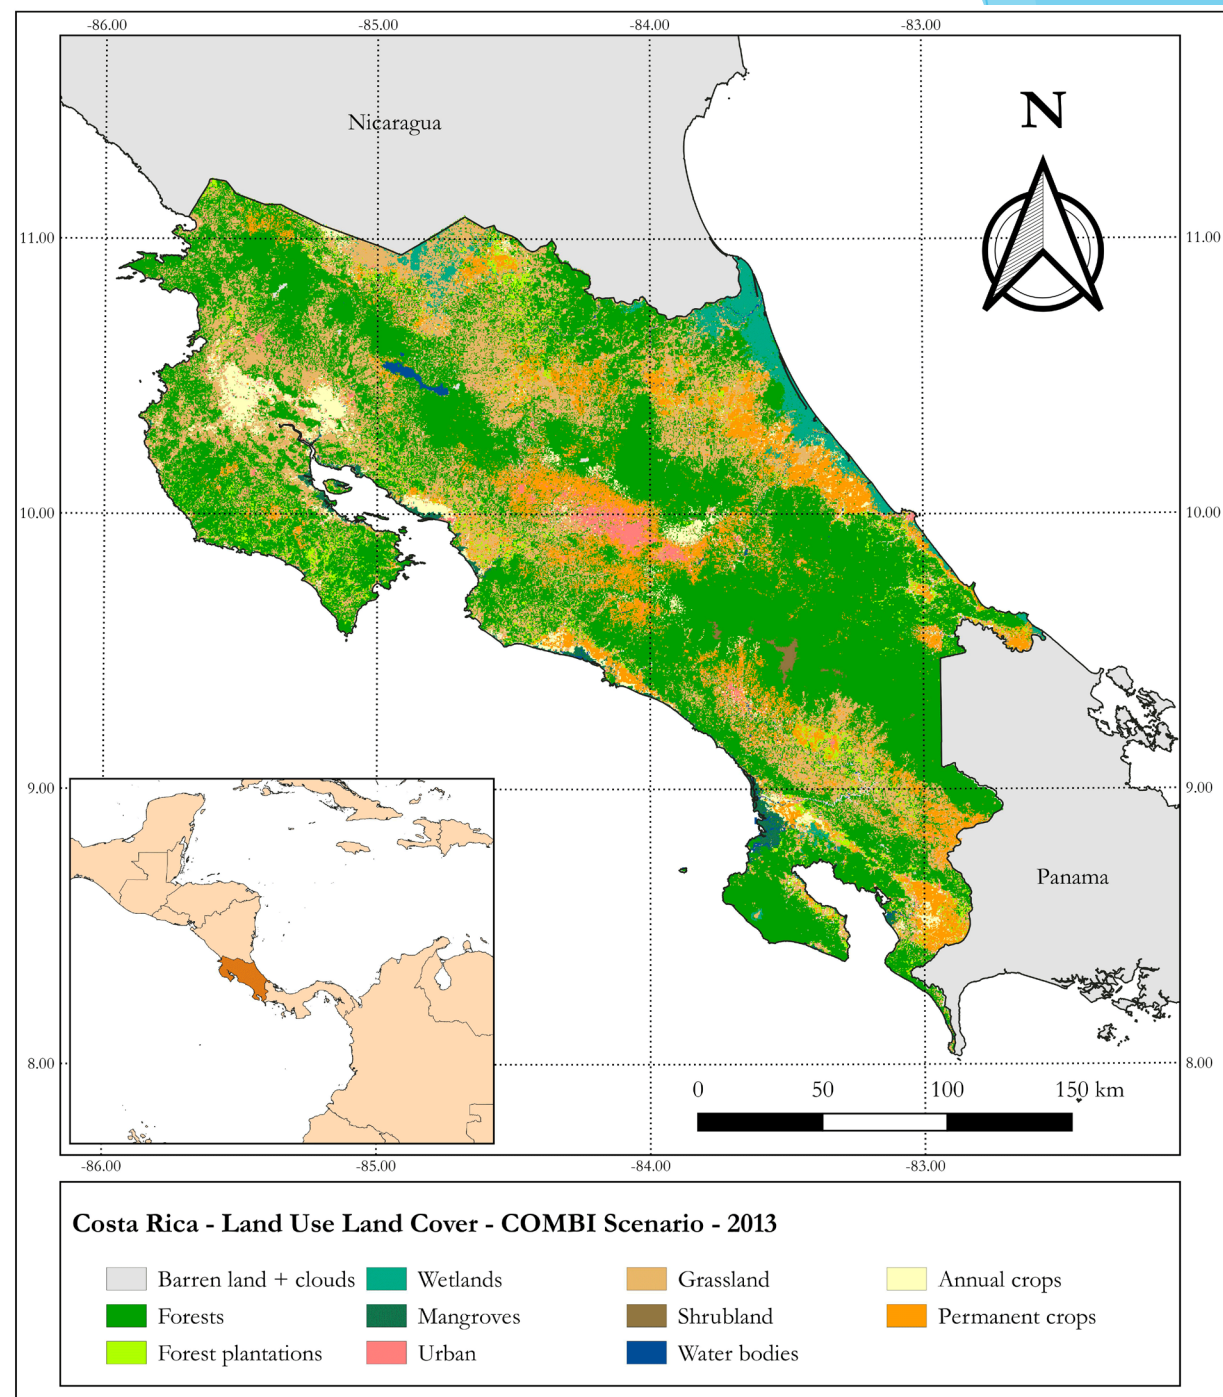 -86.00 -85.00 -84.00 -83.00
N
Nicaragua
11.00 11.00
10.00 10.00
9.00 9.00
Panama
8.00 8.00
0 50 100 150 km
-86.00 -85.00 -84.00 -83.00
Costa Rica - Land Use Land Cover - COMBI Scenario - 2013
Barren land + clouds Wetlands Grassland Annual crops
Forests Mangroves Shrubland Permanent crops
Forest plantations Urban Water bodies